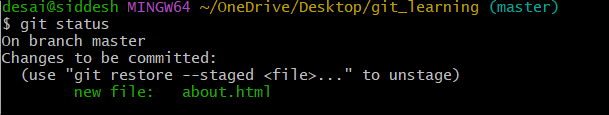 desai@siddesh MINGW64 ~/OneDrive/Desktop/git_learning (master)
$ git status
On branch master
Changes to be committed:
  (use "git restore --staged <file>..." to unstage)
        new file:   about.html